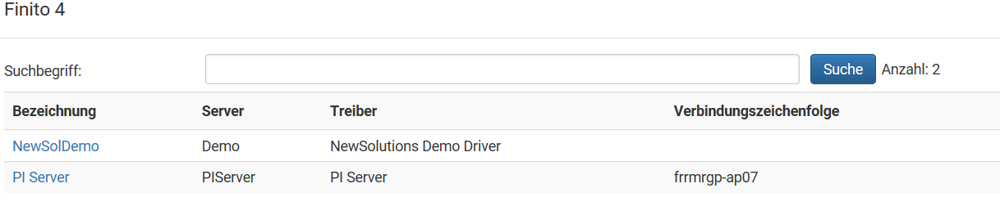 Finito 4
Suchbegriff: Suche Anzahl: 2
Bezeichnung Server Treiber Verbindungszeichenfolge
NewSolDemo Demo NewSolutions Demo Driver
PI Server PIServer PI Server frrmrgp-ap07